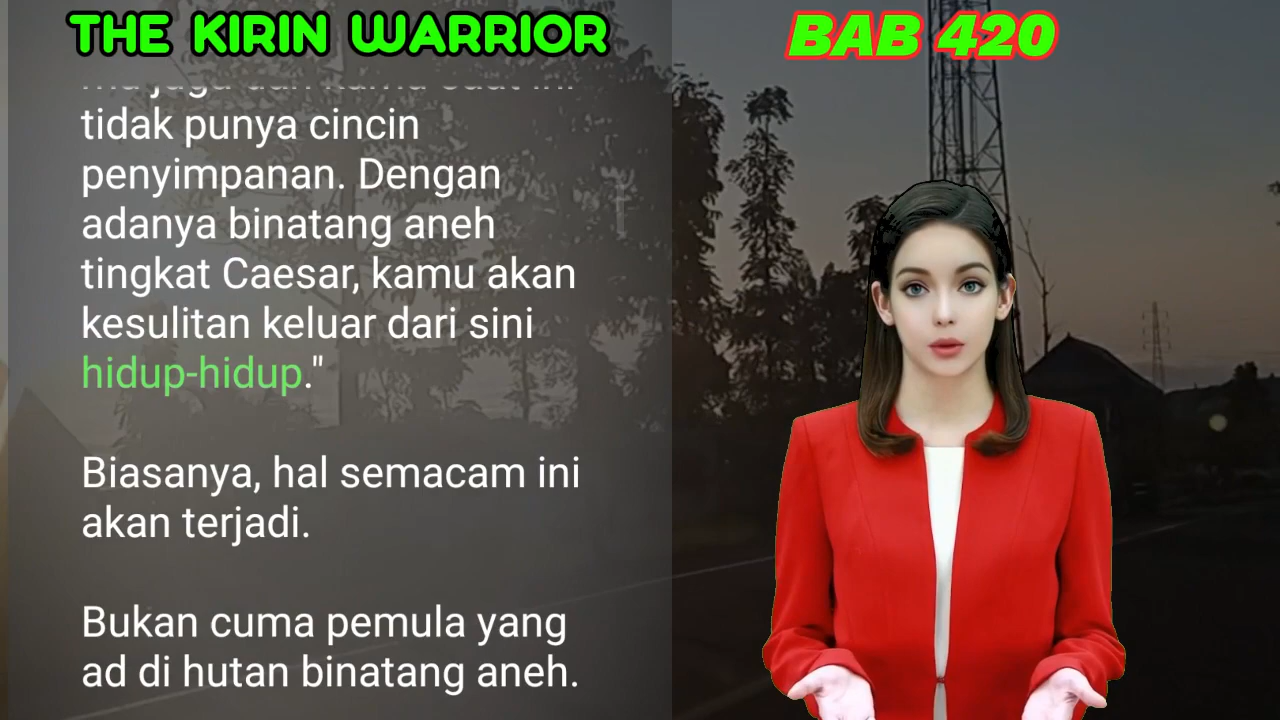 THE KIRIN WARRIOR
BAB 420
tidak punya cincin
penyimpanan. Dengan
adanya binatang aneh
tingkat Caesar, kamu akan
kesulitan keluar dari sini
hidup-hidup."
Biasanya, hal semacam ini
akan terjadi.
Bukan cuma pemula yang
ad di hutan binatang aneh.